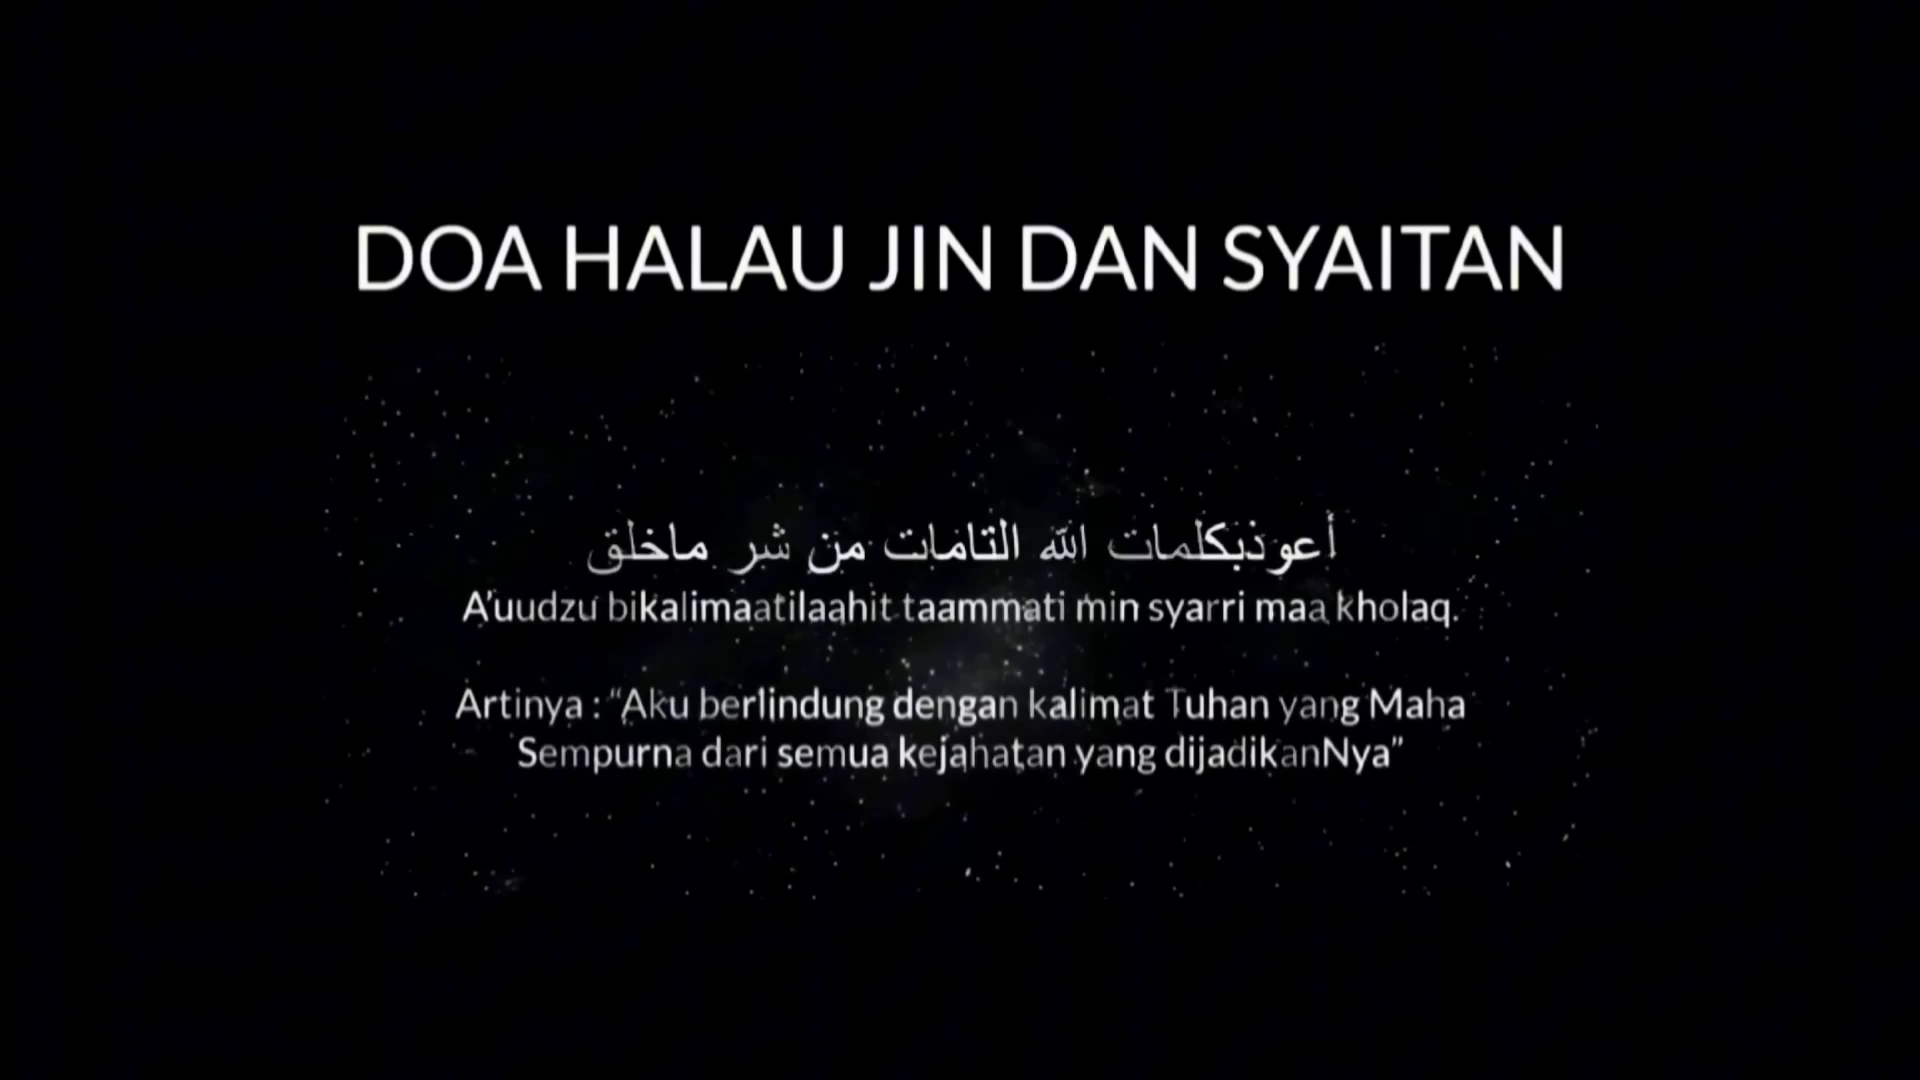 DOA HALAU JIN DAN SYAITAN
أعوذبكلمات الله التامات من شر ماخلق
A'uudzu bikalimaatilaahit taammati min syarri maa kholaq.
Artinya : “Aku berlindung dengan kalimat Tuhan yang Maha
Sempurna dari semua kejahatan yang dijadikanNya”